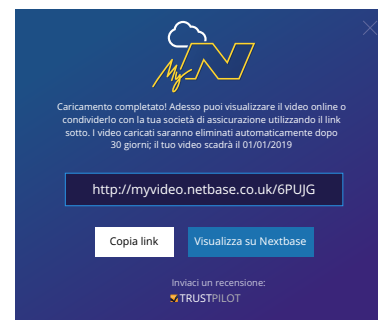 MyN
Caricamento completato! Adesso puoi visualizzare il video online o
condividerlo con la tua società di assicurazione utilizzando il link
sotto. I video caricati saranno eliminati automaticamente dopo
30 giorni; il tuo video scadrà il 01/01/2019
http://myvideo.netbase.co.uk/6PUJG
Copia link Visualizza su Nextbase
Inviaci un recensione:
TRUSTPILOT